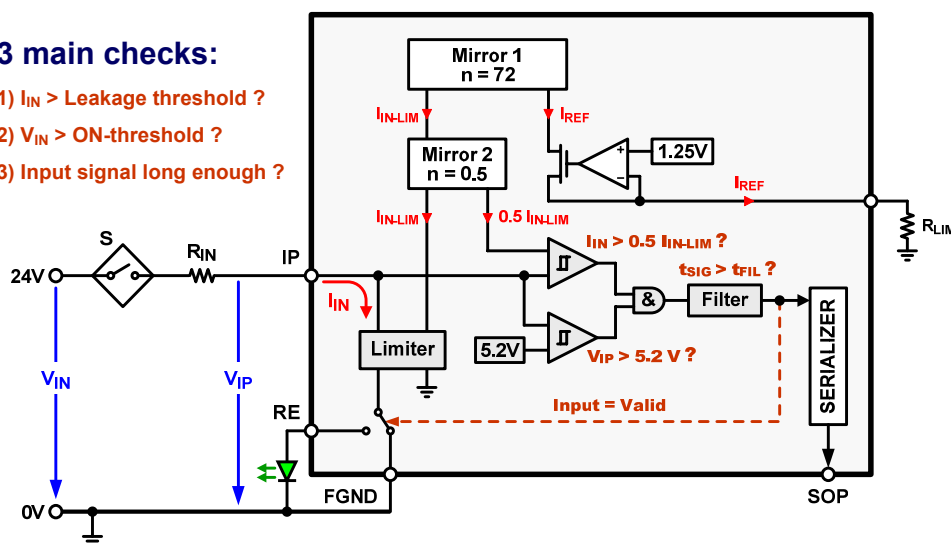 3 main checks:
1) IIN > Leakage threshold ?
2) VIN > ON-threshold ?
3) Input signal long enough ?
Mirror 1
n = 72
IIN-LIM
IREF
Mirror 2
n = 0.5
+
1.25V
−
IREF
RLIM
IIN-LIM
0.5 IIN-LIM
S
RIN
IP
24V
IIN > 0.5 IIN-LIM ?
tSIG > tFIL ?
&
Filter
IIN
Limiter
5.2V
VIP > 5.2 V ?
SERIALIZER
VIN
VIP
RE
Input = Valid
FGND
SOP
0V